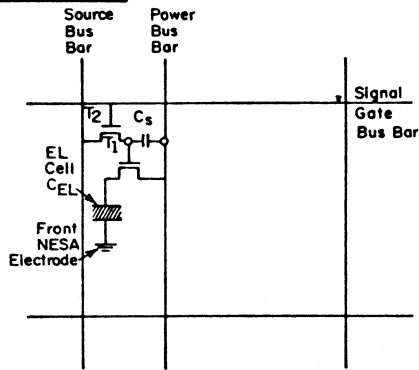 Source
Bus
Bar
Power
Bus
Bar
Signal
Gate
Bus Bar
T2
Cs
T1
EL
Cell
CEL
Front
NESA
Electrode